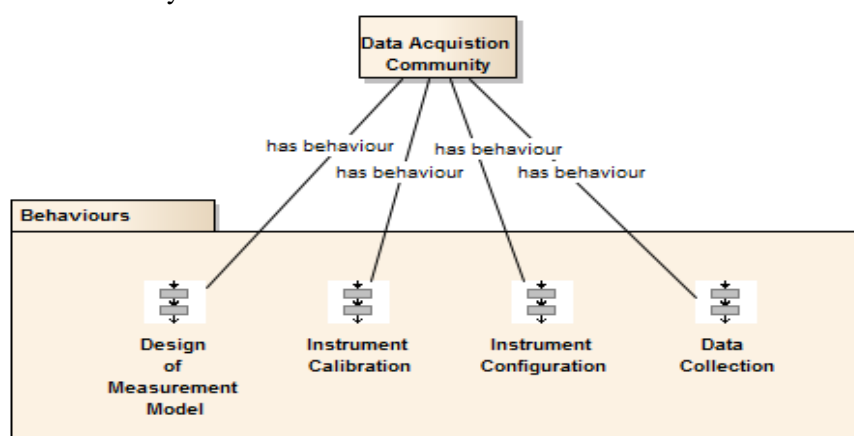 Data Acquistion
Community
has behaviour
has behaviour
has behaviour
has behaviour
Behaviours
Design
of
Measurement
Model
Instrument
Calibration
Instrument
Configuration
Data
Collection